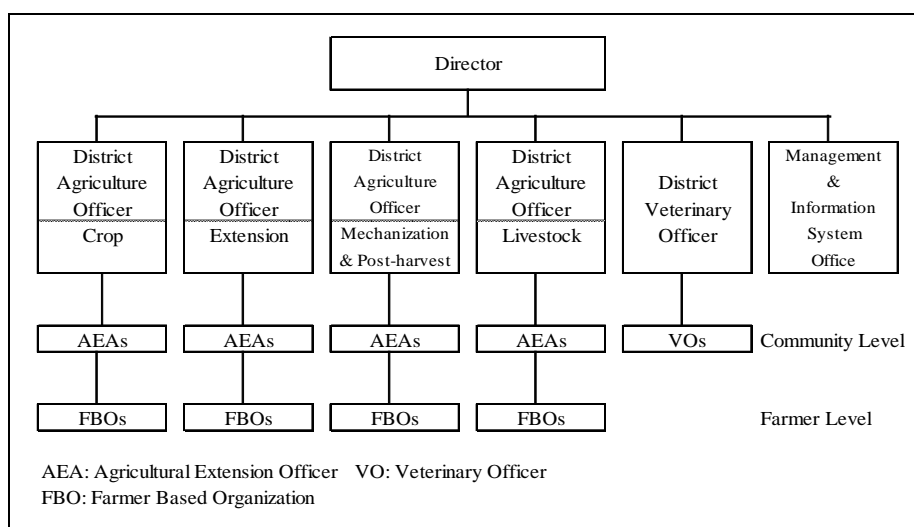 Director
District
Agriculture
Officer
Crop
District
Agriculture
Officer
Extension
District
Agriculture
Officer
Mechanization
& Post-harvest
District
Agriculture
Officer
Livestock
District
Veterinary
Officer
Management
&
Information
System
Office
AEAs
AEAs
AEAs
AEAs
VOs
Community Level
FBOs
FBOs
FBOs
FBOs
Farmer Level
AEA: Agricultural Extension Officer VO: Veterinary Officer
FBO: Farmer Based Organization